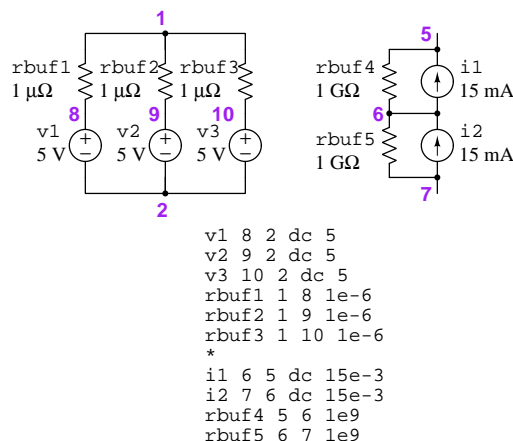 1
5
rbuf1 rbuf2 rbuf3
1 μΩ 1 μΩ 1 μΩ
rbuf4
1 GΩ
i1
15 mA
8 9 10
6
v1 v2 v3
5 V 5 V 5 V
+ + +
− − −
rbuf5
1 GΩ
i2
15 mA
2
7
v1 8 2 dc 5
v2 9 2 dc 5
v3 10 2 dc 5
rbuf1 1 8 1e-6
rbuf2 1 9 1e-6
rbuf3 1 10 1e-6
*
i1 6 5 dc 15e-3
i2 7 6 dc 15e-3
rbuf4 5 6 1e9
rbuf5 6 7 1e9